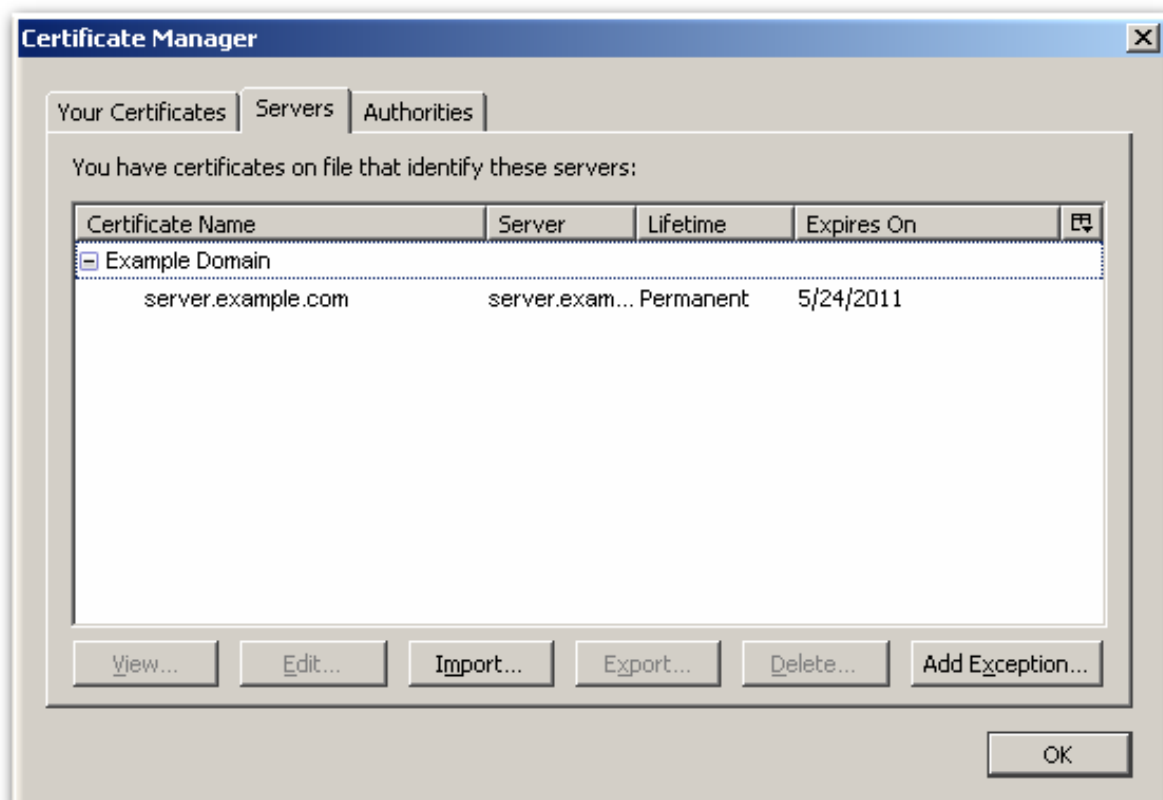 Certificate Manager
Your Certificates Servers Authorities
You have certificates on file that identify these servers:
Certificate Name Server Lifetime Expires On
Example Domain
server.example.com server.exam... Permanent 5/24/2011
View... Edit... Import... Export... Delete... Add Exception...
OK